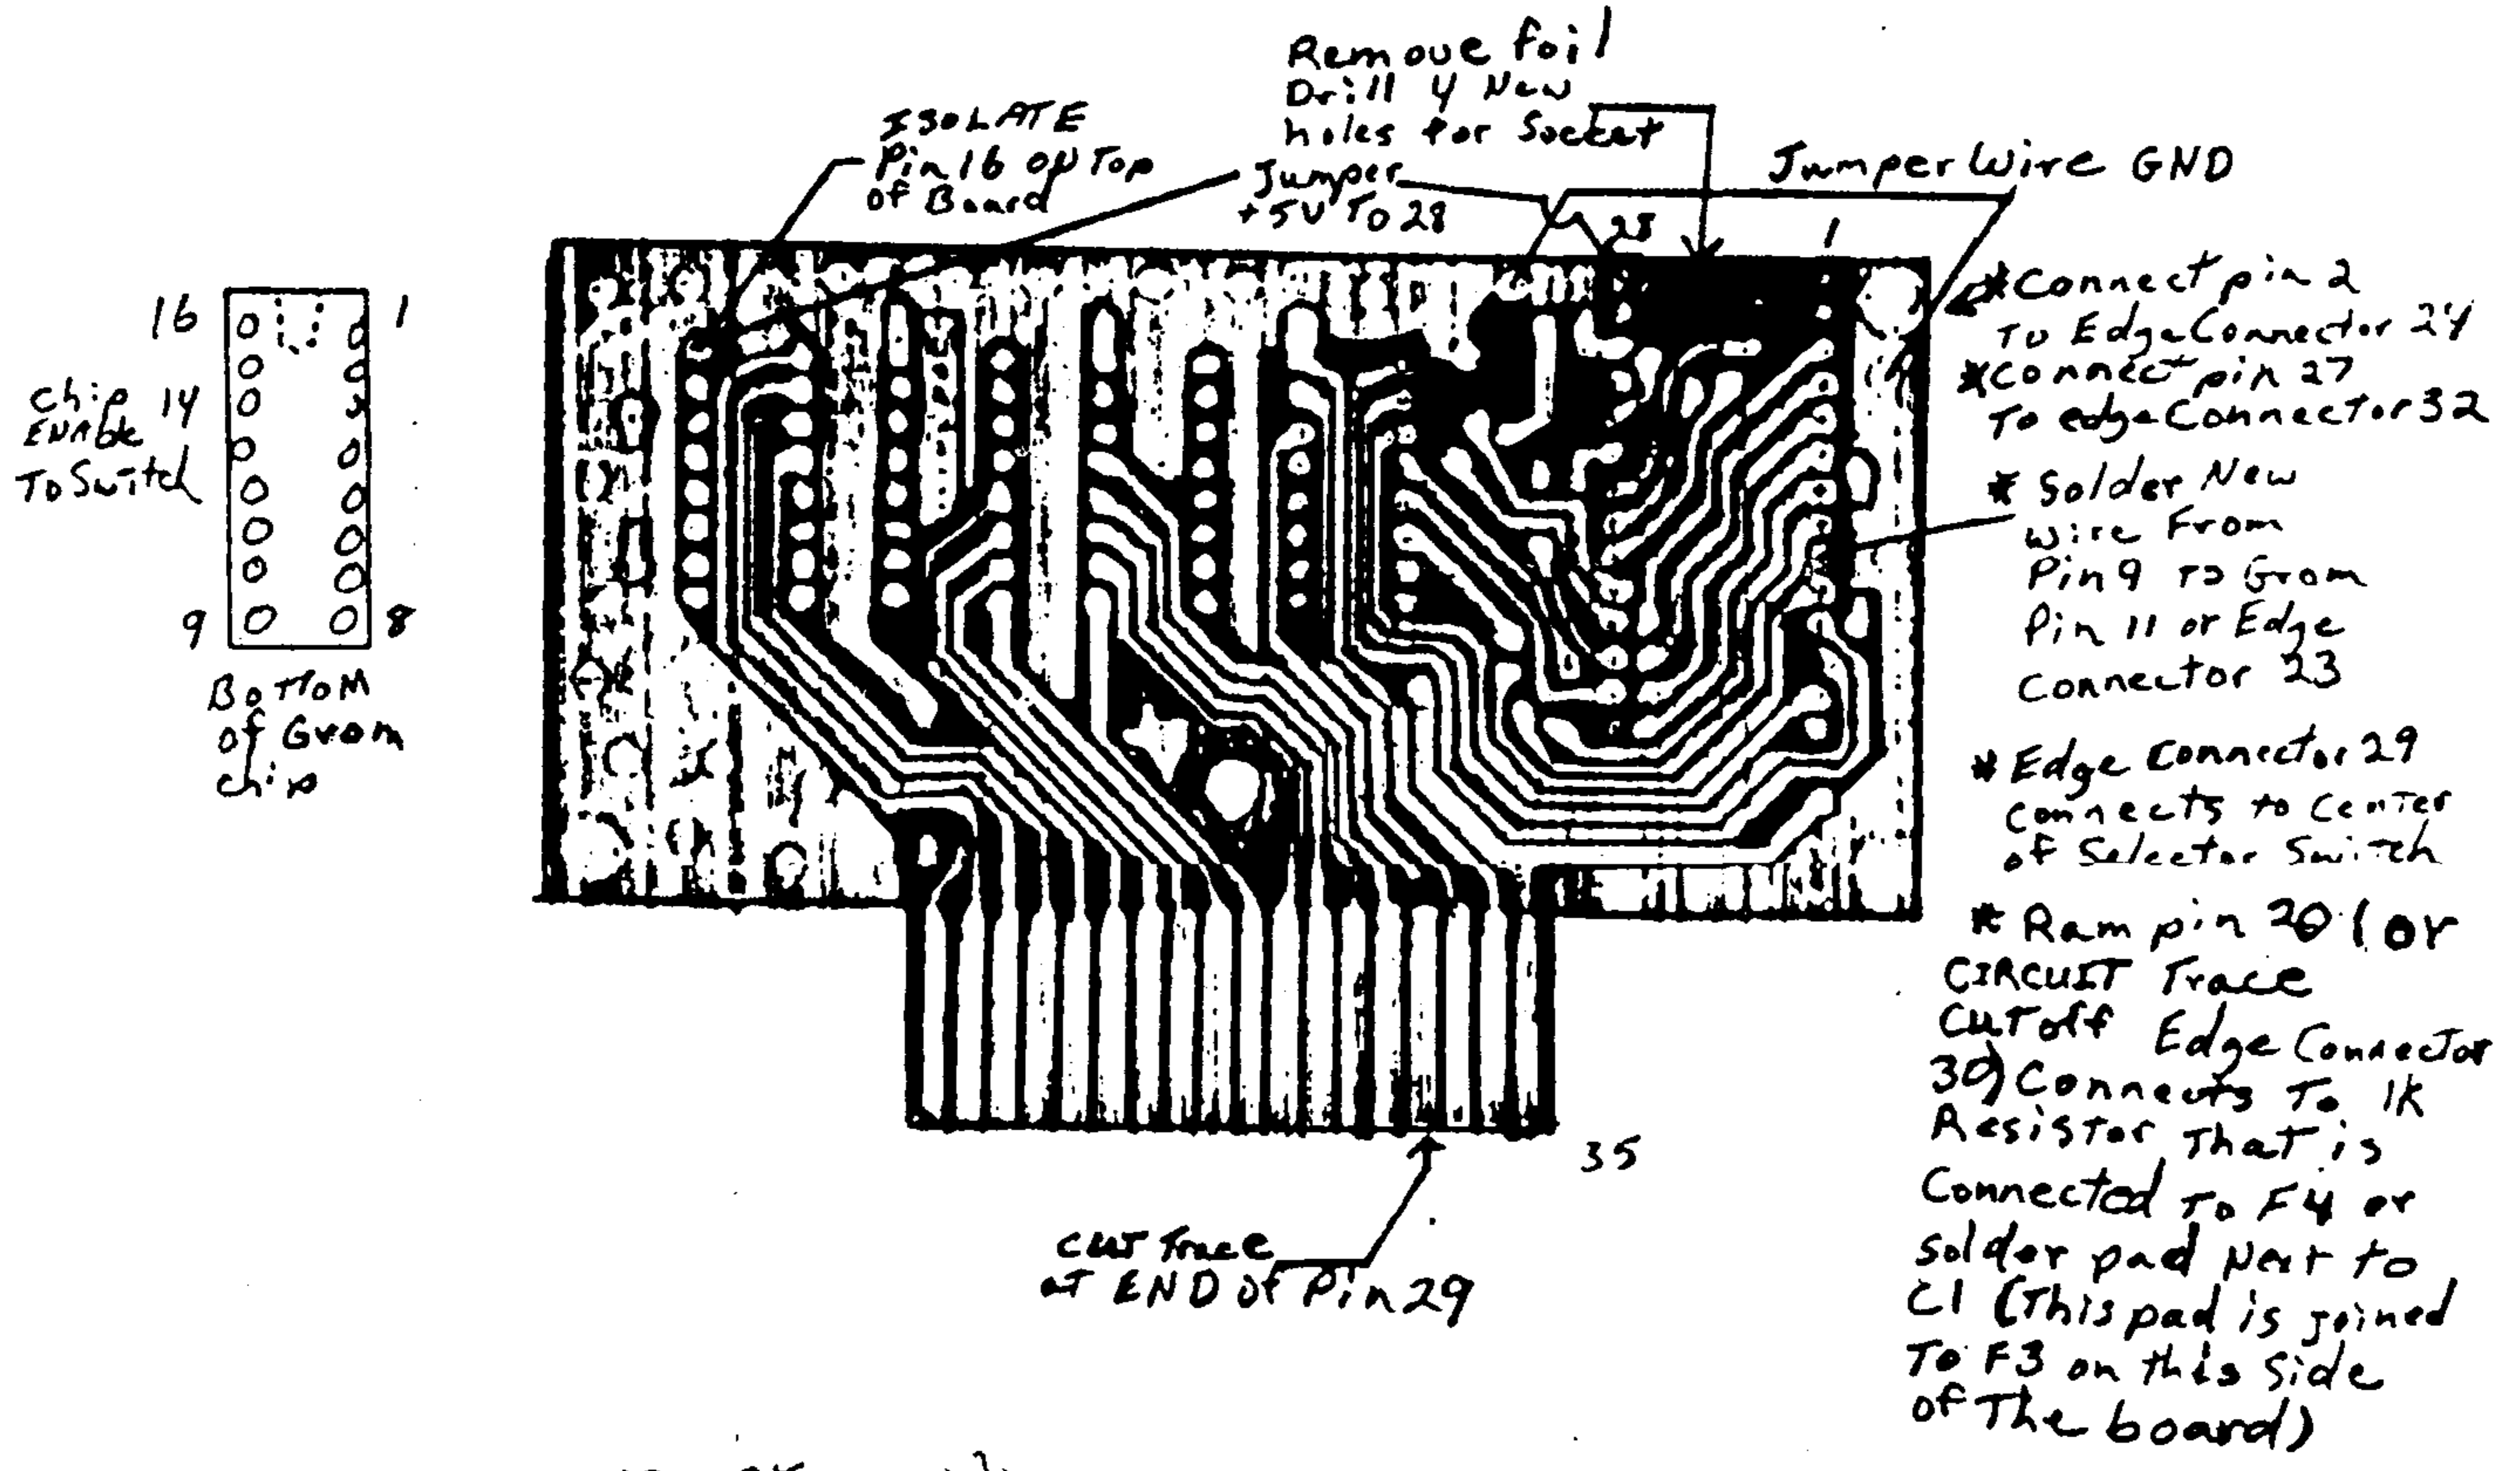 Remove foil
Drill 4 New
holes for Socket
ISOLATE
Pin 16 on Top
of Board
Jumper
+5V TO 28
Jumper Wire GND
28
1
16
1
Chip 14
ENAble
To Switch
9
8
BOTTOM
of Grom
chip
*Connect pin 2
To Edge Connector 24
*Connect pin 27
To edge Connector 32
* Solder New
wire From
Pin 9 To Grom
Pin 11 or Edge
Connector 23
* Edge Connector 29
connects to Center
of Selector Switch
* Ram pin 20 (or
CIRCUIT Trace
CuToff Edge Connector
30) Connects To 1K
Resistor That is
Connected To F4 or
solder pad Next to
C1 (This pad is joined
To F3 on this Side
of The board)
35
cut Trace
at END of Pin 29